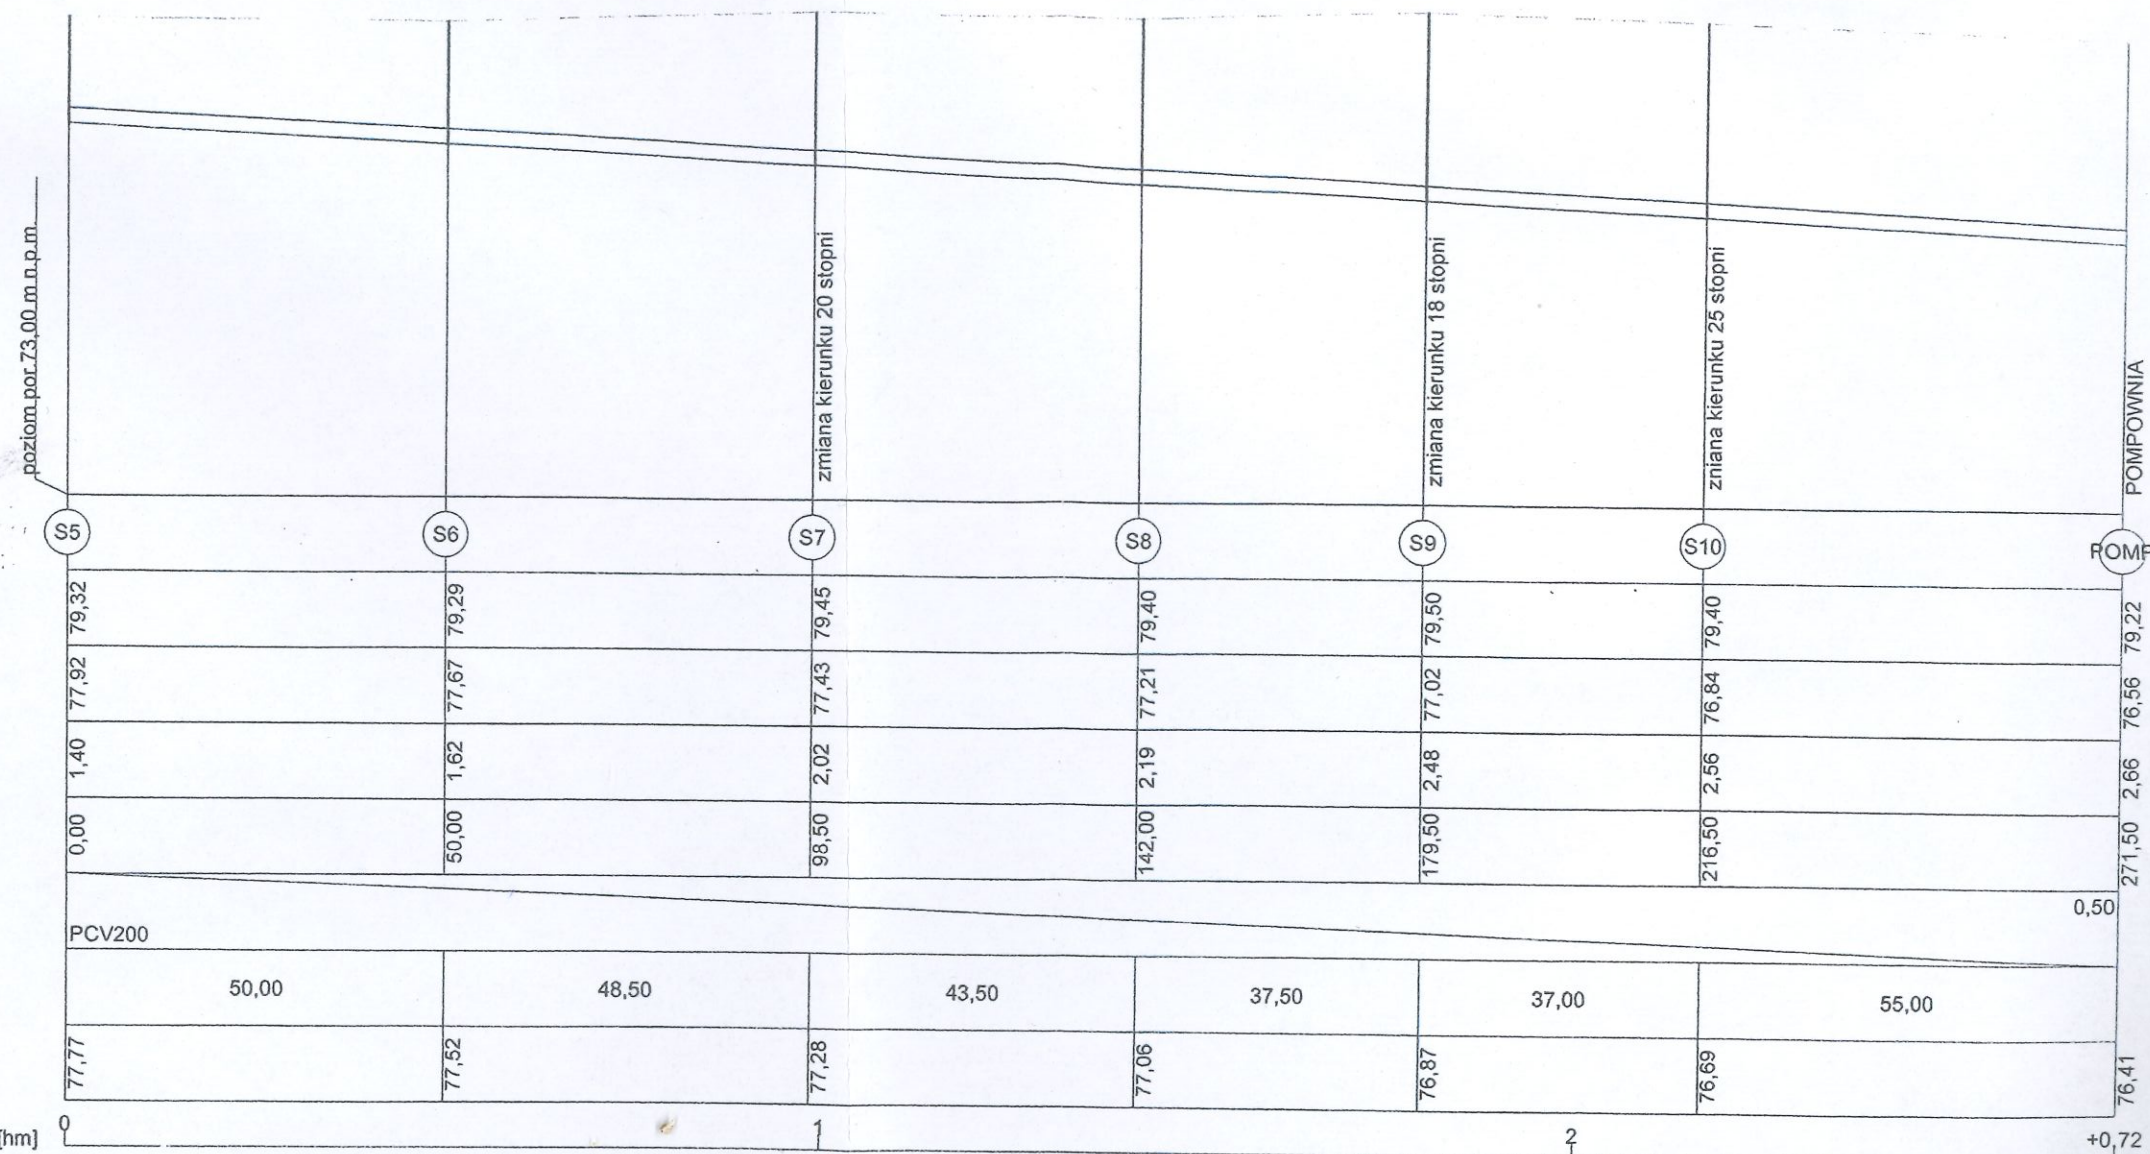 poziom por 73,00 m n.p.m
zmiana kierunku 20 stopni
zmiana kierunku 18 stopni
zniana kierunku 25 stopni
POMPOWNIA
S5 S6 S7 S8 S9 S10 POMP
79,32 79,29 79,45 79,40 79,50 79,40 79,22
77,92 77,67 77,43 77,21 77,02 76,84 76,56
1,40 1,62 2,02 2,19 2,48 2,56 2,66
0,00 50,00 98,50 142,00 179,50 216,50 271,50
0,50
PCV200
50,00 48,50 43,50 37,50 37,00 55,00
77,77 77,52 77,28 77,06 76,87 76,69 76,41
[hm] 0 1 2 +0,72